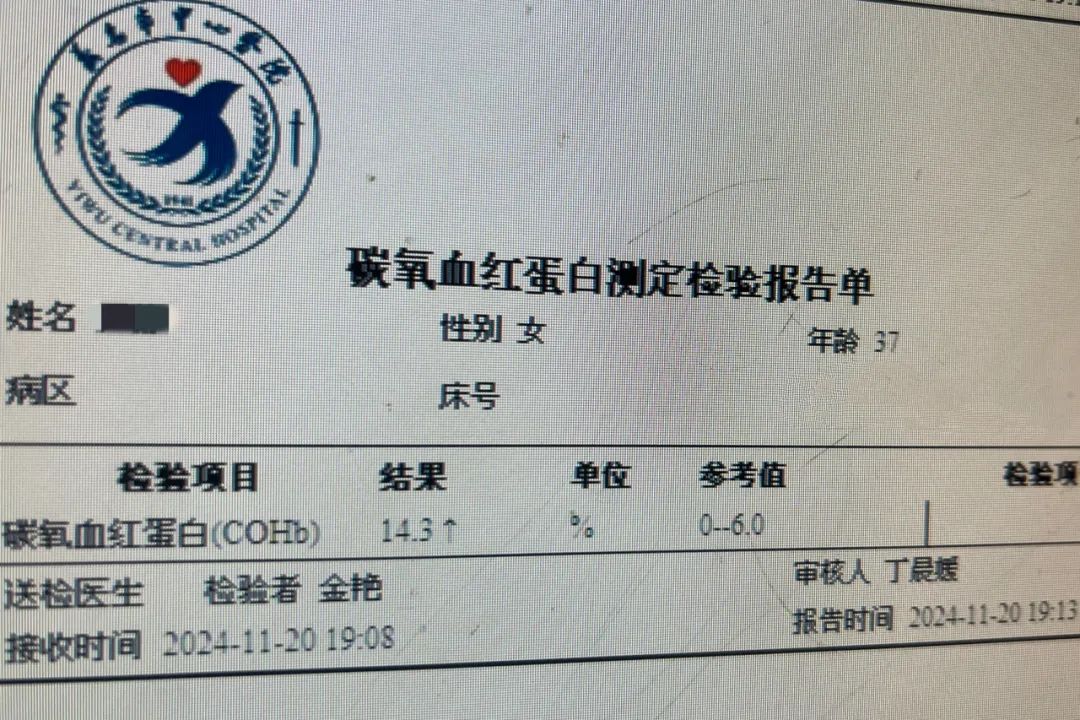 YIWU CENTRAL HOSPITAL
碳氧血红蛋白测定检验报告单
姓名 性别 女 年龄 37
病区 床号
检验项目 结果 单位 参考值 检验项
碳氧血红蛋白(COHb) 14.3↑ % 0--6.0
送检医生 检验者 金艳 审核人 丁晨媛
接收时间 2024-11-20 19:08 报告时间 2024-11-20 19:13